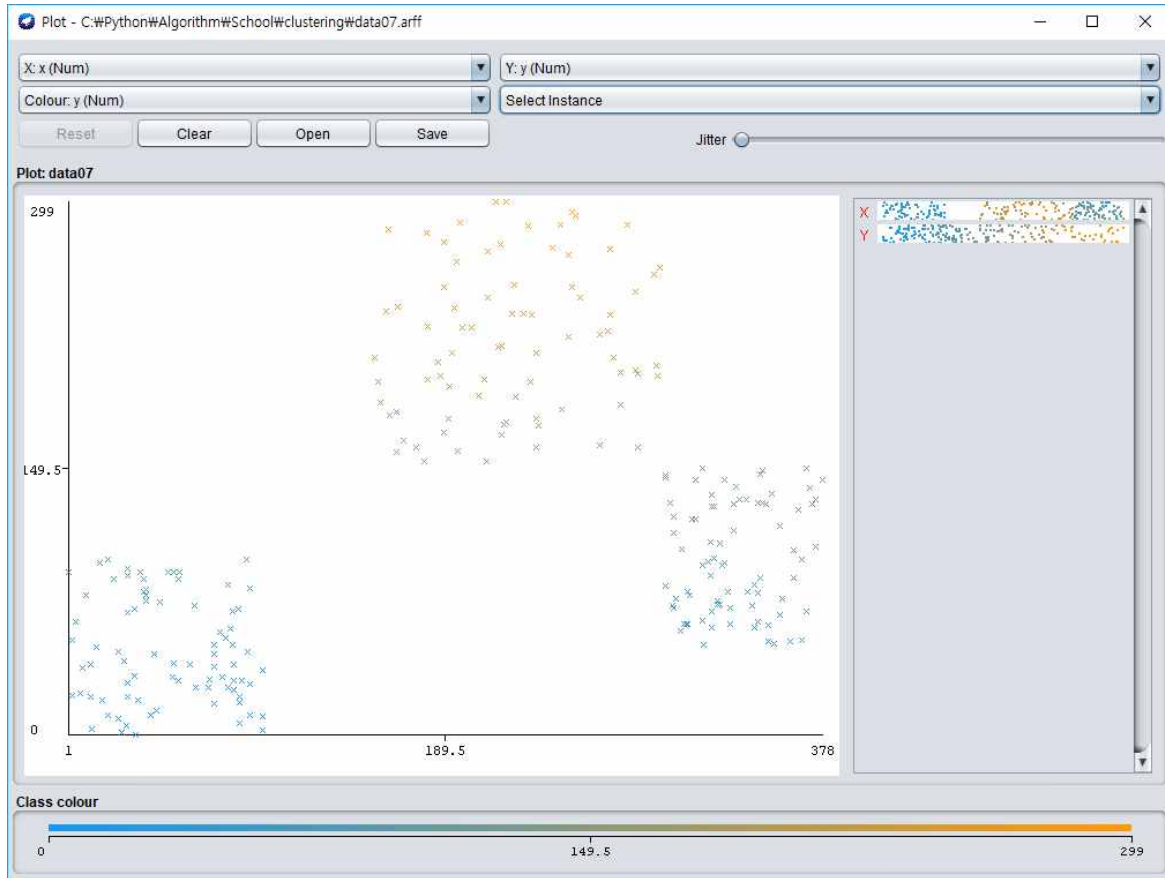 Plot - C:₩Python₩Algorithm₩School₩clustering₩data07.arff
X: x (Num)
Y: y (Num)
Colour: y (Num)
Select Instance
Reset
Clear
Open
Save
Jitter
Plot: data07
299
149.5
0
1
189.5
378
X
Y
Class colour
0
149.5
299